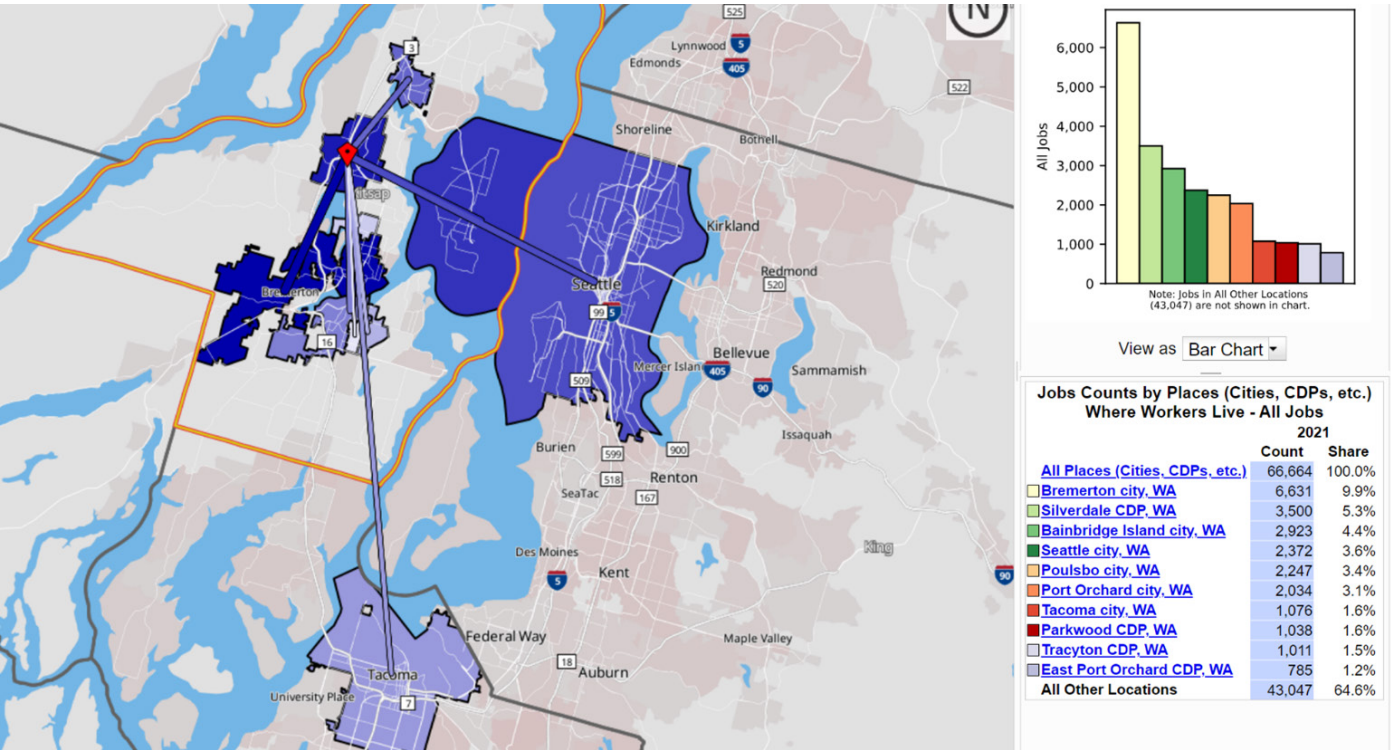 N
525
3
Lynnwood
5
405
Edmonds
522
Shoreline
Bothell
Kitsap
Kirkland
Redmond
520
Bremerton
Seattle
99
5
16
Bellevue
Mercer Islan
405
Sammamish
90
509
Issaquah
Burien
599
900
518
Renton
SeaTac
167
King
Des Moines
5
Kent
90
Federal Way
Maple Valley
18
Auburn
Tacoma
University Place
7
All Jobs
6,000
5,000
4,000
3,000
2,000
1,000
0
Note: Jobs in All Other Locations
(43,047) are not shown in chart.
View as Bar Chart
Jobs Counts by Places (Cities, CDPs, etc.)
Where Workers Live - All Jobs
2021
Count Share
All Places (Cities, CDPs, etc.) 66,664 100.0%
Bremerton city, WA 6,631 9.9%
Silverdale CDP, WA 3,500 5.3%
Bainbridge Island city, WA 2,923 4.4%
Seattle city, WA 2,372 3.6%
Poulsbo city, WA 2,247 3.4%
Port Orchard city, WA 2,034 3.1%
Tacoma city, WA 1,076 1.6%
Parkwood CDP, WA 1,038 1.6%
Tracyton CDP, WA 1,011 1.5%
East Port Orchard CDP, WA 785 1.2%
All Other Locations 43,047 64.6%